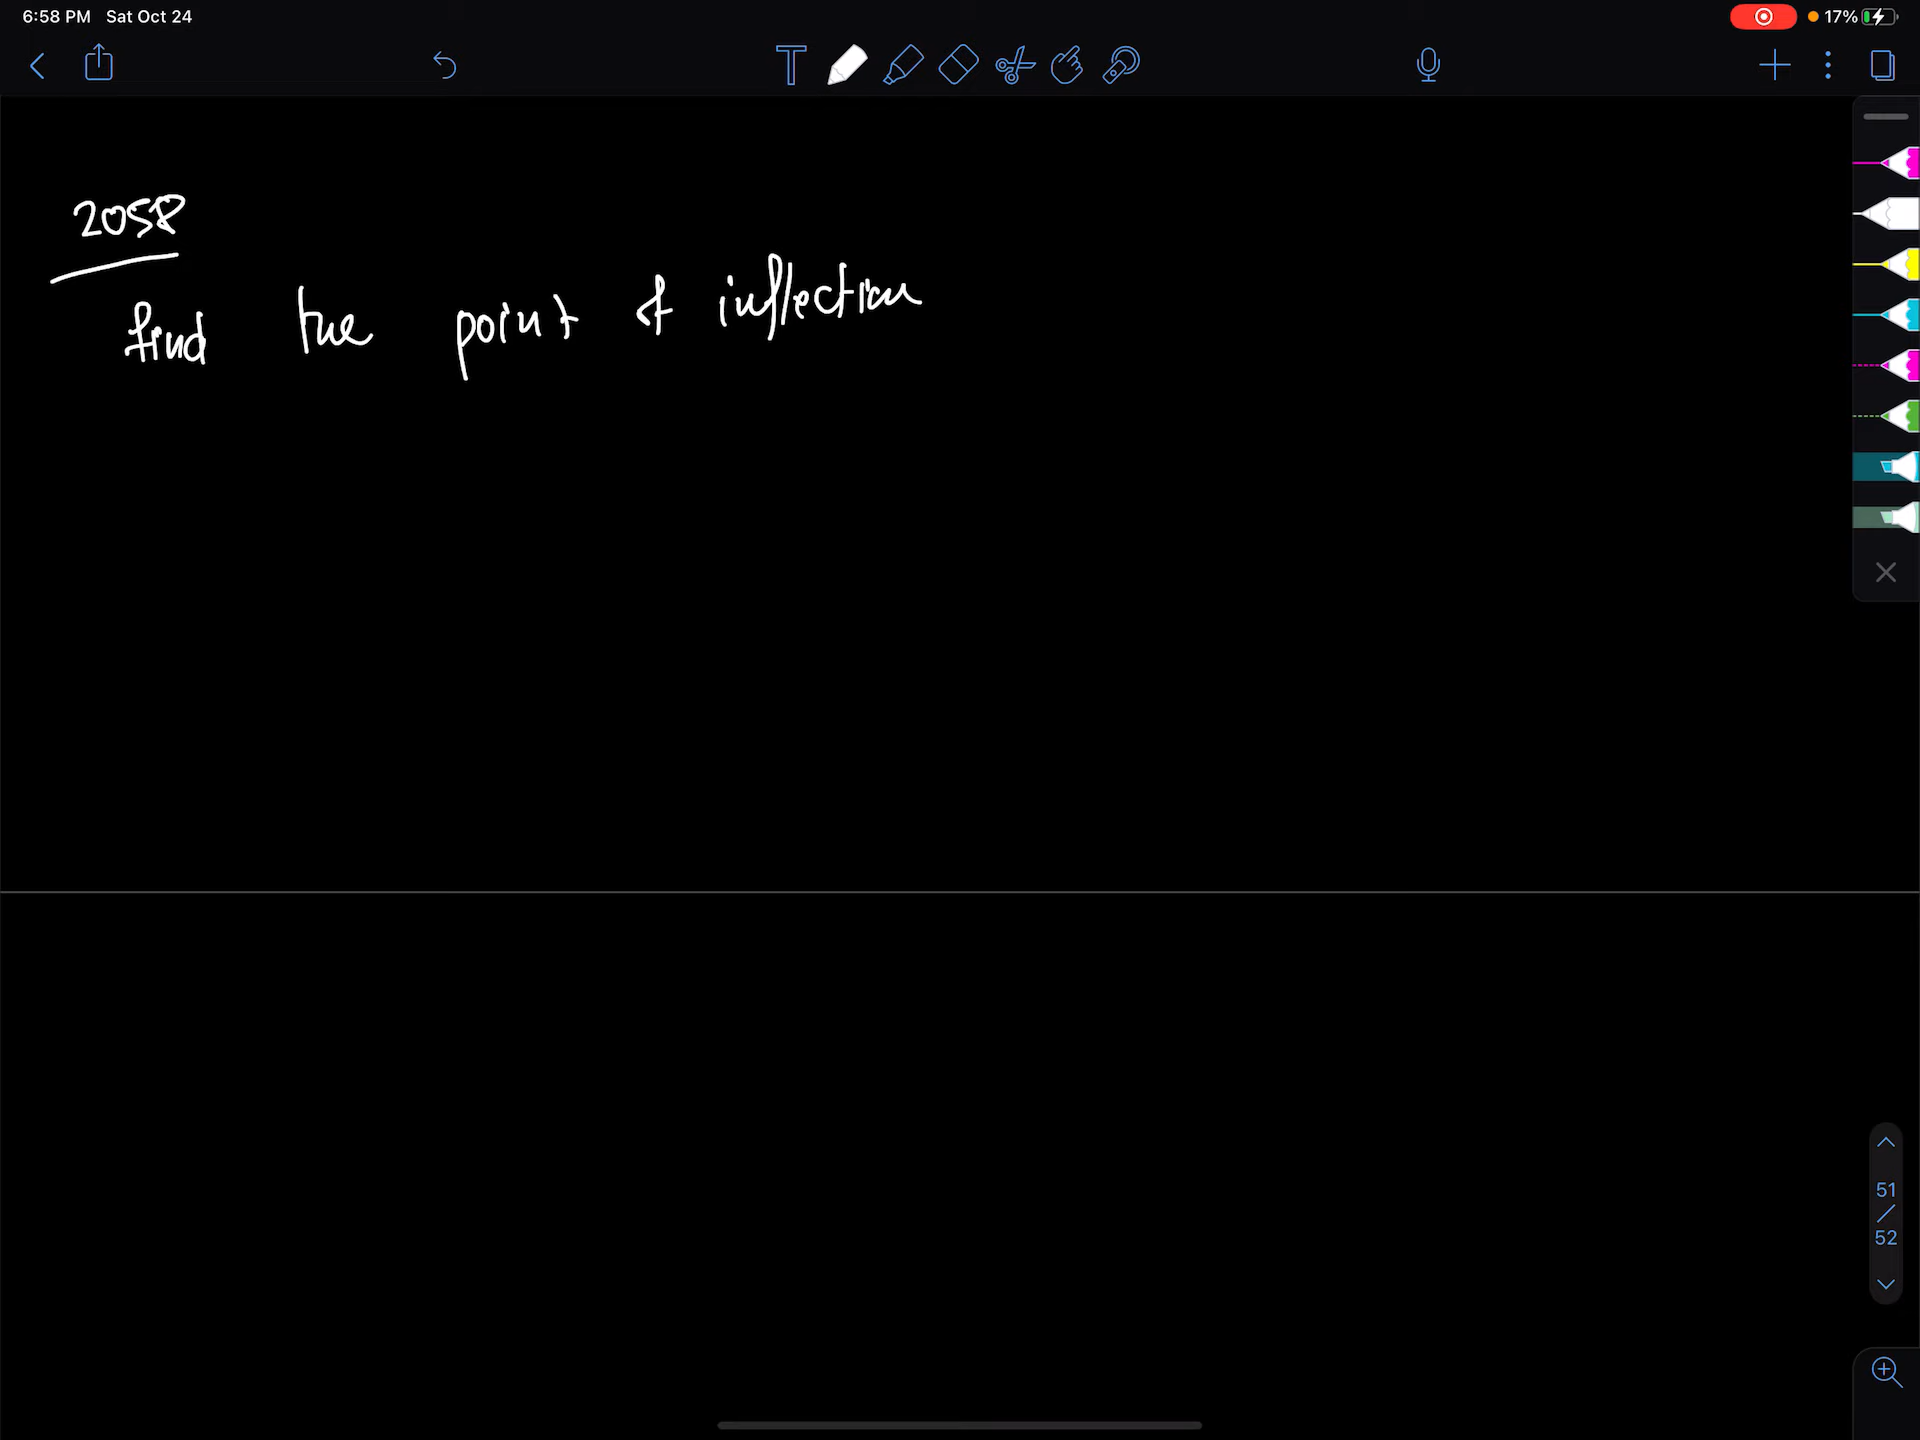 6:58 PM Sat Oct 24
17%
2058
find the point of inflection
51
52